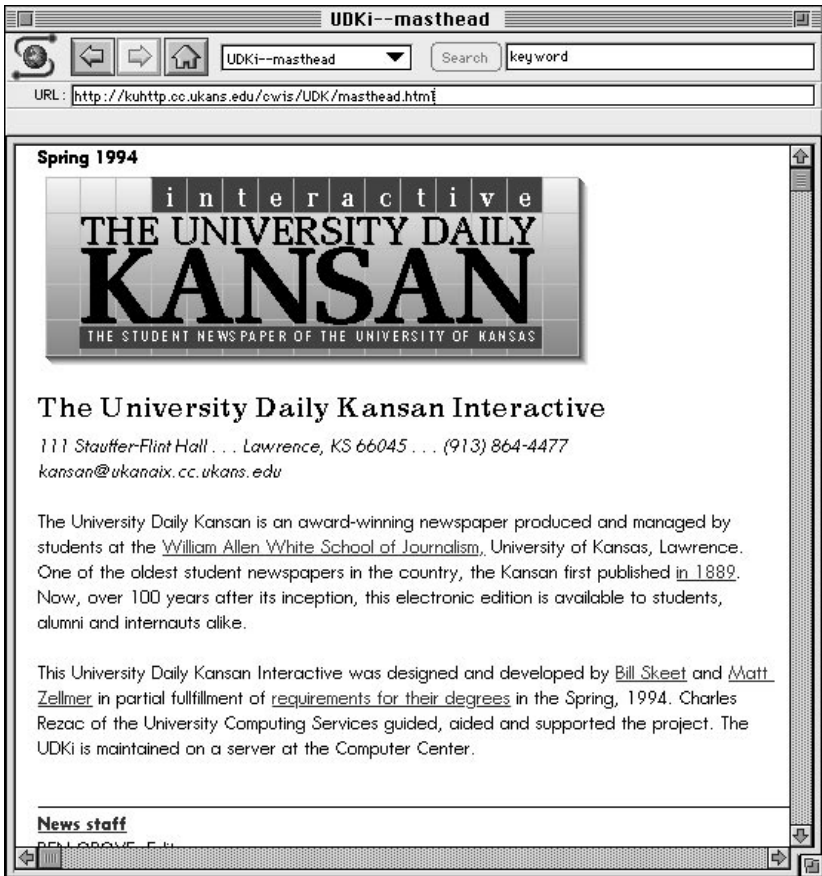 UDKi--masthead
UDKi--masthead
Search
keyword
URL: http://kuhttp.cc.ukans.edu/cwis/UDK/masthead.html
Spring 1994
interactive
THE UNIVERSITY DAILY
KANSAN
THE STUDENT NEWSPAPER OF THE UNIVERSITY OF KANSAS
The University Daily Kansan Interactive
111 Stauffer-Flint Hall . . . Lawrence, KS 66045 . . . (913) 864-4477
kansan@ukanaix.cc.ukans.edu
The University Daily Kansan is an award-winning newspaper produced and managed by
students at the William Allen White School of Journalism, University of Kansas, Lawrence.
One of the oldest student newspapers in the country, the Kansan first published in 1889.
Now, over 100 years after its inception, this electronic edition is available to students,
alumni and internauts alike.
This University Daily Kansan Interactive was designed and developed by Bill Skeet and Matt
Zellmer in partial fullfillment of requirements for their degrees in the Spring, 1994. Charles
Rezac of the University Computing Services guided, aided and supported the project. The
UDKi is maintained on a server at the Computer Center.
News staff